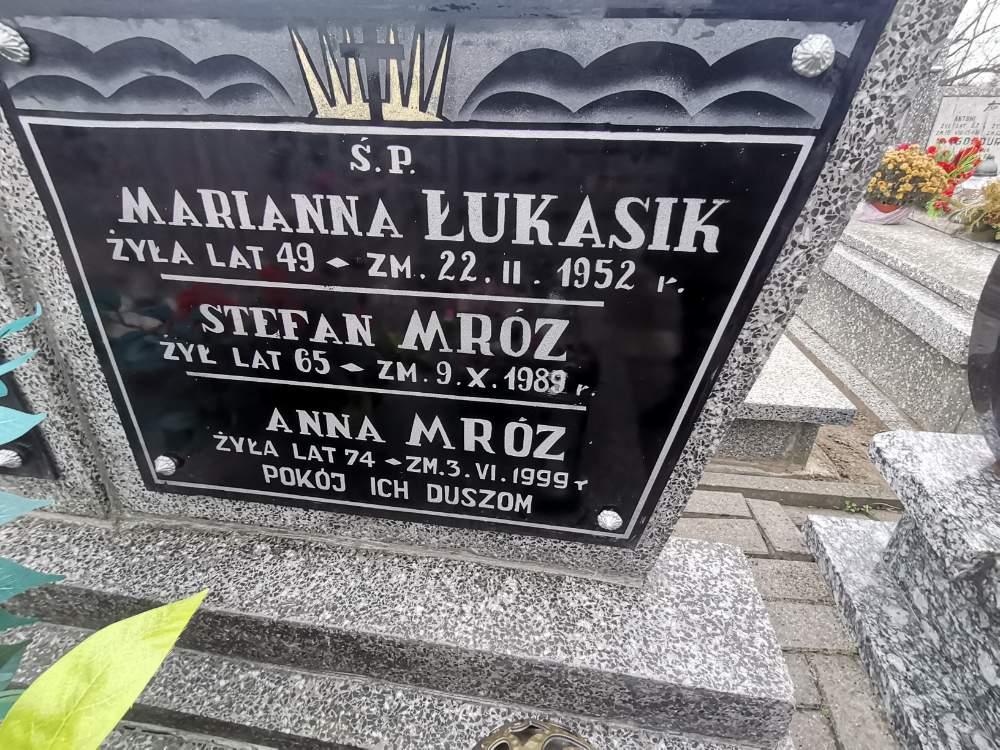 Ś.P.
MARIANNA ŁUKASIK
ŻYŁA LAT 49 - ZM. 22. II. 1952 r.
STEFAN MRÓZ
ŻYŁ LAT 65 - ZM. 9. X. 1989 r.
ANNA MRÓZ
ŻYŁA LAT 74 - ZM. 3. VI. 1999 r
POKÓJ ICH DUSZOM
ANTONI